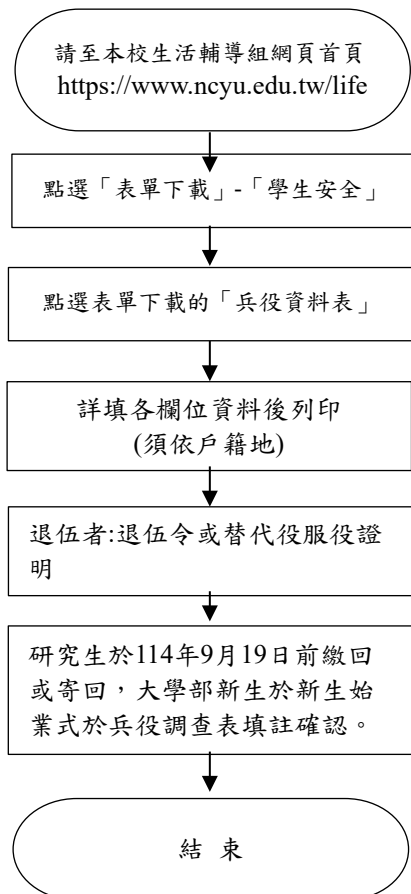 請至本校生活輔導組網頁首頁
https://www.ncyu.edu.tw/life
點選「表單下載」-「學生安全」
點選表單下載的「兵役資料表」
詳填各欄位資料後列印
(須依戶籍地)
退伍者:退伍令或替代役服役證
明
研究生於114年9月19日前繳回
或寄回，大學部新生於新生始
業式於兵役調查表填註確認。
結 束